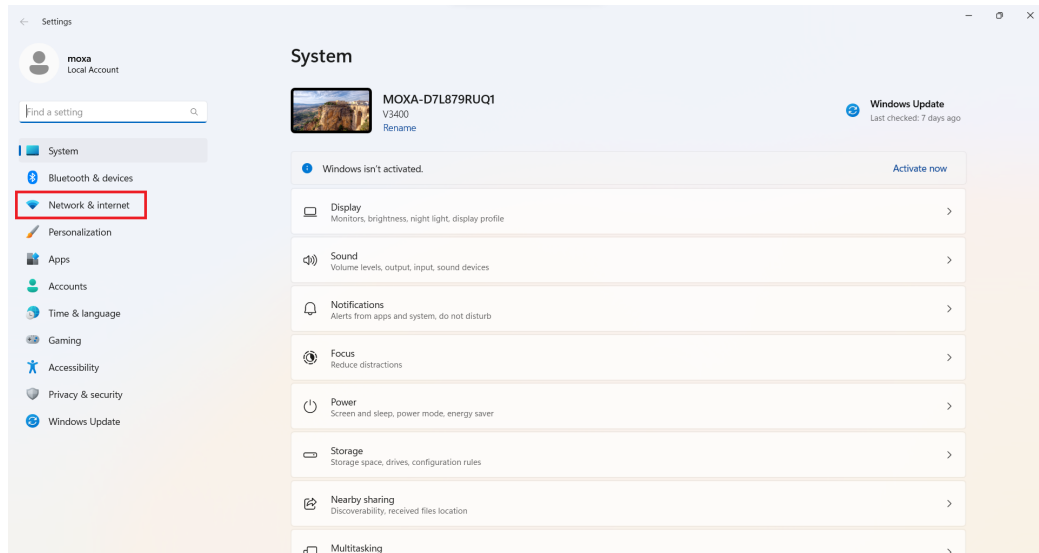 Settings
moxa
Local Account
Find a setting
System
Bluetooth & devices
Network & internet
Personalization
Apps
Accounts
Time & language
Gaming
Accessibility
Privacy & security
Windows Update
System
MOXA-D7L879RUQ1
V3400
Rename
Windows Update
Last checked: 7 days ago
Windows isn't activated.
Activate now
Display
Monitors, brightness, night light, display profile
Sound
Volume levels, output, input, sound devices
Notifications
Alerts from apps and system, do not disturb
Focus
Reduce distractions
Power
Screen and sleep, power mode, energy saver
Storage
Storage space, drives, configuration rules
Nearby sharing
Discoverability, received files location
Multitasking